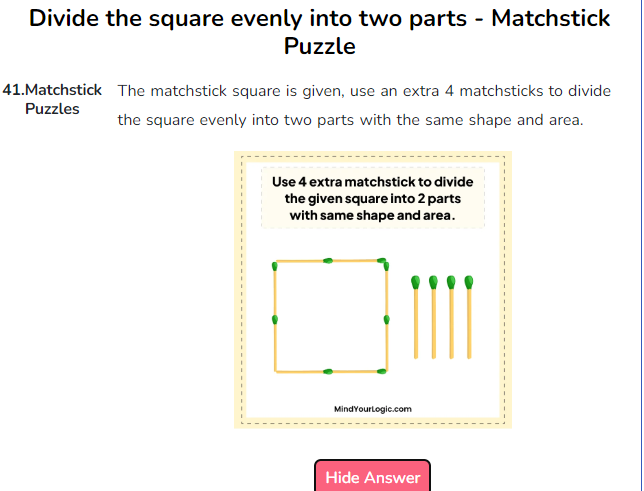 Divide the square evenly into two parts - Matchstick
Puzzle
41.Matchstick Puzzles
The matchstick square is given, use an extra 4 matchsticks to divide
the square evenly into two parts with the same shape and area.
Use 4 extra matchstick to divide
the given square into 2 parts
with same shape and area.
MindYourLogic.com
Hide Answer